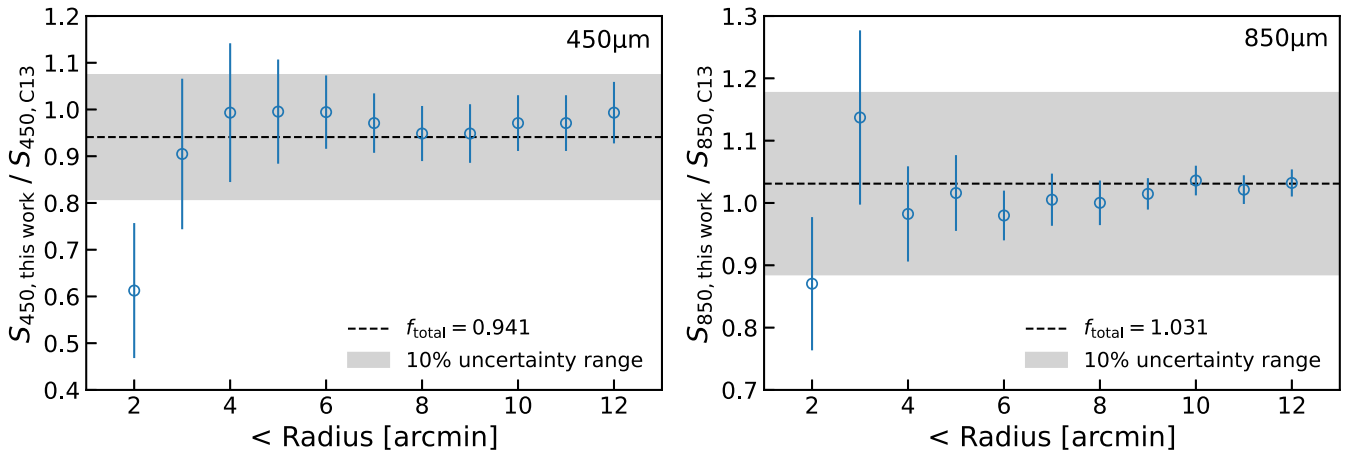 450μm
1.2
1.1
1.0
0.9
0.8
0.7
0.6
0.5
0.4
S450, this work / S450, C13
f_total = 0.941
10% uncertainty range
2 4 6 8 10 12
< Radius [arcmin]
850μm
1.3
1.2
1.1
1.0
0.9
0.8
0.7
S850, this work / S850, C13
f_total = 1.031
10% uncertainty range
2 4 6 8 10 12
< Radius [arcmin]